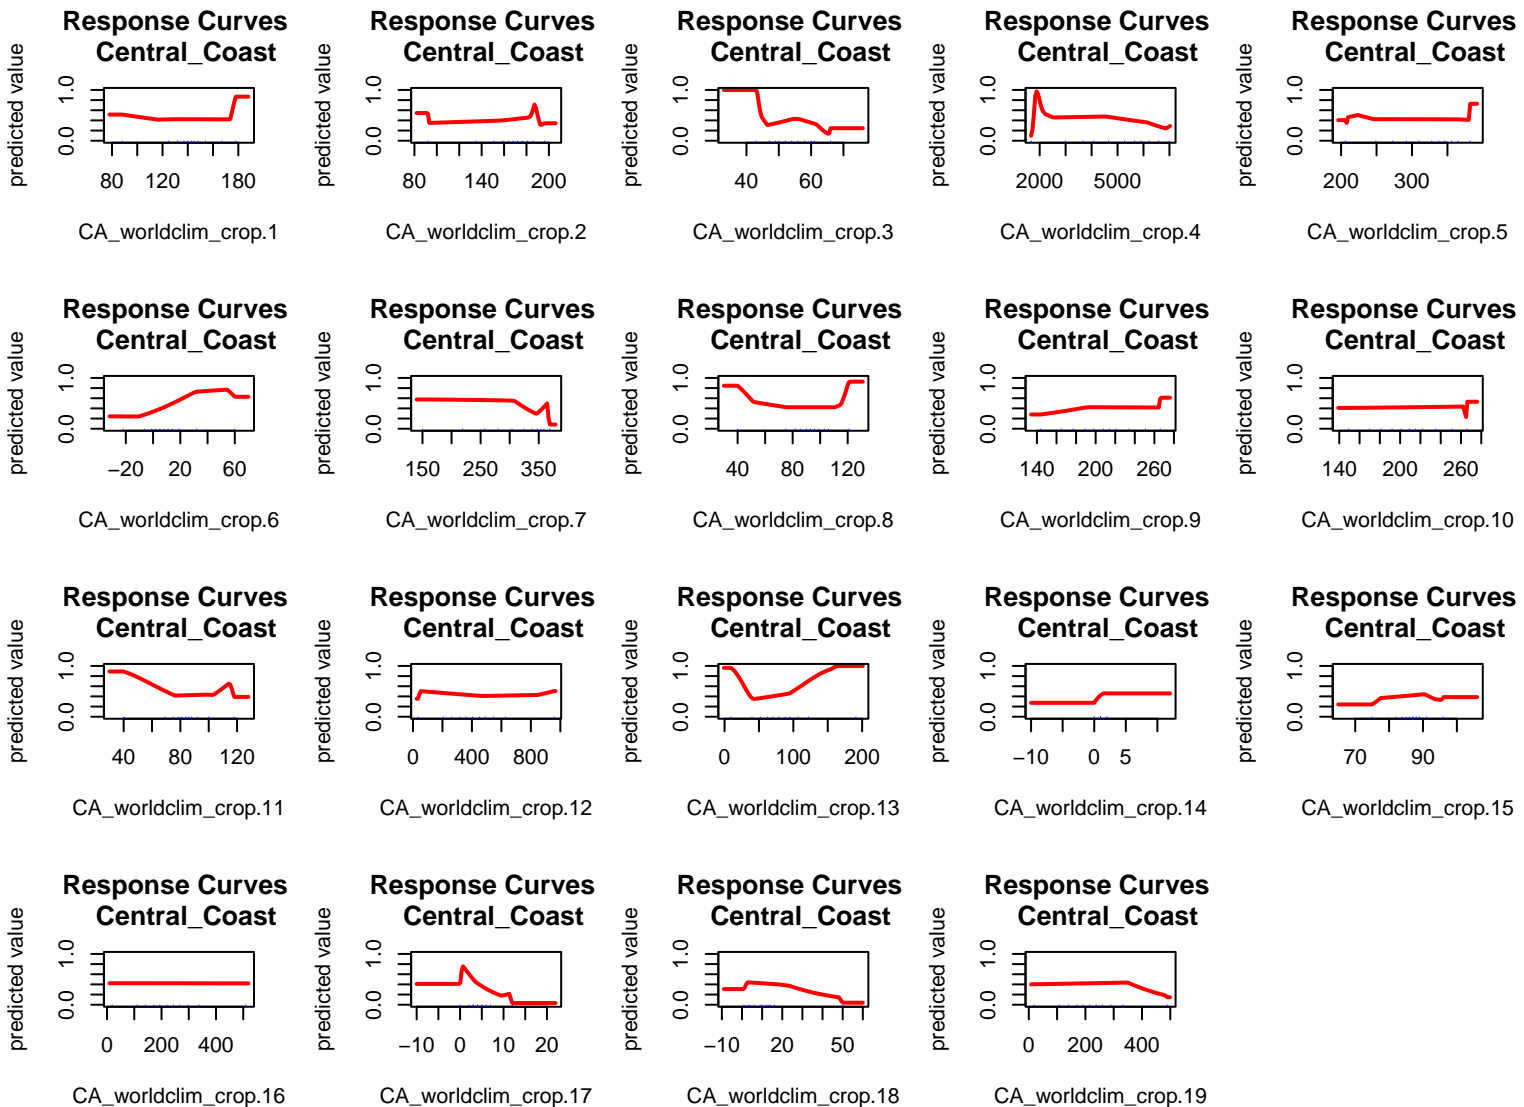 Response Curves
Central_Coast
predicted value
0.0 1.0
80 120 180
CA_worldclim_crop.1
Response Curves
Central_Coast
predicted value
0.0 1.0
80 140 200
CA_worldclim_crop.2
Response Curves
Central_Coast
predicted value
0.0 1.0
40 60
CA_worldclim_crop.3
Response Curves
Central_Coast
predicted value
0.0 1.0
2000 5000
CA_worldclim_crop.4
Response Curves
Central_Coast
predicted value
0.0 1.0
200 300
CA_worldclim_crop.5
Response Curves
Central_Coast
predicted value
0.0 1.0
−20 20 60
CA_worldclim_crop.6
Response Curves
Central_Coast
predicted value
0.0 1.0
150 250 350
CA_worldclim_crop.7
Response Curves
Central_Coast
predicted value
0.0 1.0
40 80 120
CA_worldclim_crop.8
Response Curves
Central_Coast
predicted value
0.0 1.0
140 200 260
CA_worldclim_crop.9
Response Curves
Central_Coast
predicted value
0.0 1.0
140 200 260
CA_worldclim_crop.10
Response Curves
Central_Coast
predicted value
0.0 1.0
40 80 120
CA_worldclim_crop.11
Response Curves
Central_Coast
predicted value
0.0 1.0
0 400 800
CA_worldclim_crop.12
Response Curves
Central_Coast
predicted value
0.0 1.0
0 100 200
CA_worldclim_crop.13
Response Curves
Central_Coast
predicted value
0.0 1.0
−10 0 5
CA_worldclim_crop.14
Response Curves
Central_Coast
predicted value
0.0 1.0
70 90
CA_worldclim_crop.15
Response Curves
Central_Coast
predicted value
0.0 1.0
0 200 400
CA_worldclim_crop.16
Response Curves
Central_Coast
predicted value
0.0 1.0
−10 0 10 20
CA_worldclim_crop.17
Response Curves
Central_Coast
predicted value
0.0 1.0
−10 20 50
CA_worldclim_crop.18
Response Curves
Central_Coast
predicted value
0.0 1.0
0 200 400
CA_worldclim_crop.19